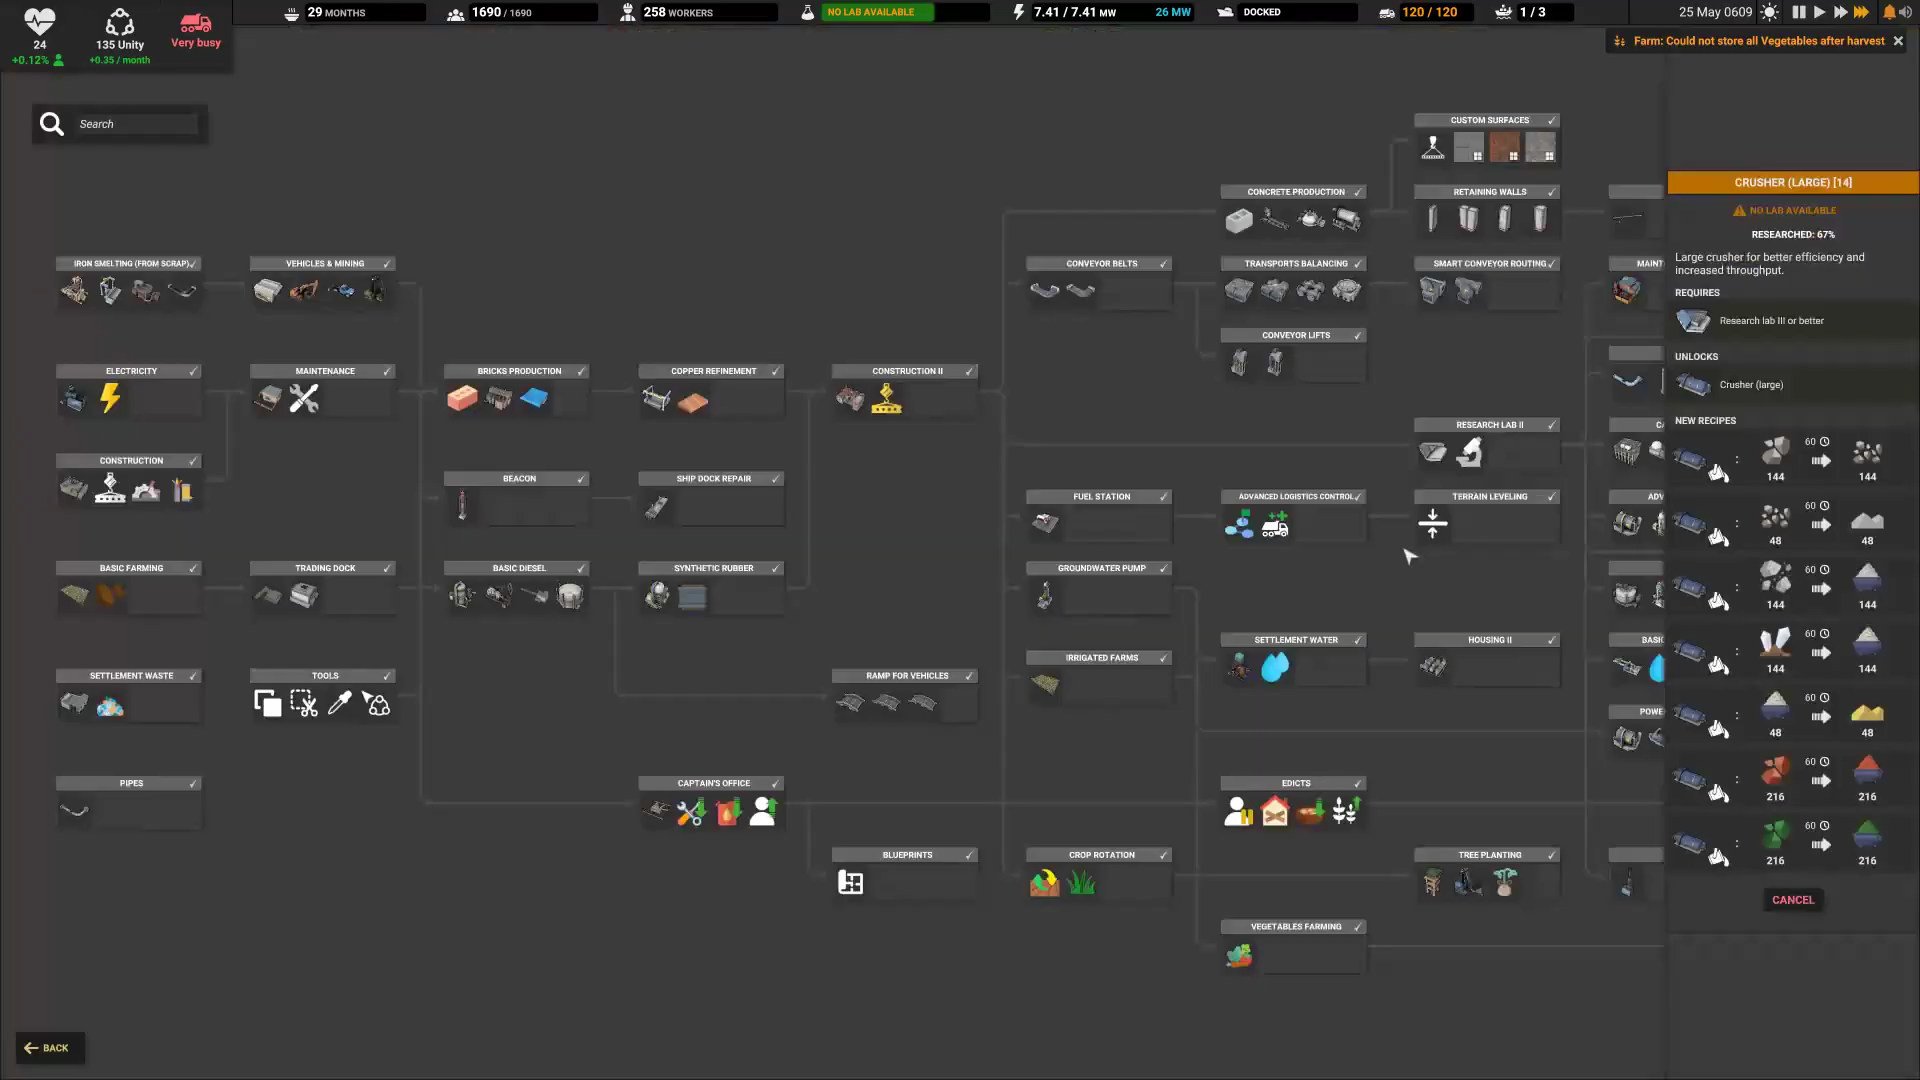 24
+0.12%
135 Unity
+0.35 / month
Very busy
29 MONTHS
1690 / 1690
258 WORKERS
NO LAB AVAILABLE
7.41 / 7.41 MW
26 MW
DOCKED
120 / 120
1 / 3
25 May 0609
Farm: Could not store all Vegetables after harvest
Search
CUSTOM SURFACES
CONCRETE PRODUCTION
RETAINING WALLS
IRON SMELTING (FROM SCRAP)
VEHICLES & MINING
CONVEYOR BELTS
TRANSPORTS BALANCING
SMART CONVEYOR ROUTING
MAINT
CONVEYOR LIFTS
ELECTRICITY
MAINTENANCE
BRICKS PRODUCTION
COPPER REFINEMENT
CONSTRUCTION II
RESEARCH LAB II
CONSTRUCTION
BEACON
SHIP DOCK REPAIR
FUEL STATION
ADVANCED LOGISTICS CONTROL
TERRAIN LEVELING
ADV
BASIC FARMING
TRADING DOCK
BASIC DIESEL
SYNTHETIC RUBBER
GROUNDWATER PUMP
SETTLEMENT WATER
HOUSING II
BASI
IRRIGATED FARMS
SETTLEMENT WASTE
TOOLS
RAMP FOR VEHICLES
POWE
PIPES
CAPTAIN'S OFFICE
EDICTS
BLUEPRINTS
CROP ROTATION
TREE PLANTING
VEGETABLES FARMING
BACK
CRUSHER (LARGE) [14]
NO LAB AVAILABLE
RESEARCHED: 67%
Large crusher for better efficiency and
increased throughput.
REQUIRES
Research lab III or better
UNLOCKS
Crusher (large)
NEW RECIPES
: 144 60 144
: 48 60 48
: 144 60 144
: 144 60 144
: 48 60 48
: 216 60 216
: 216 60 216
CANCEL